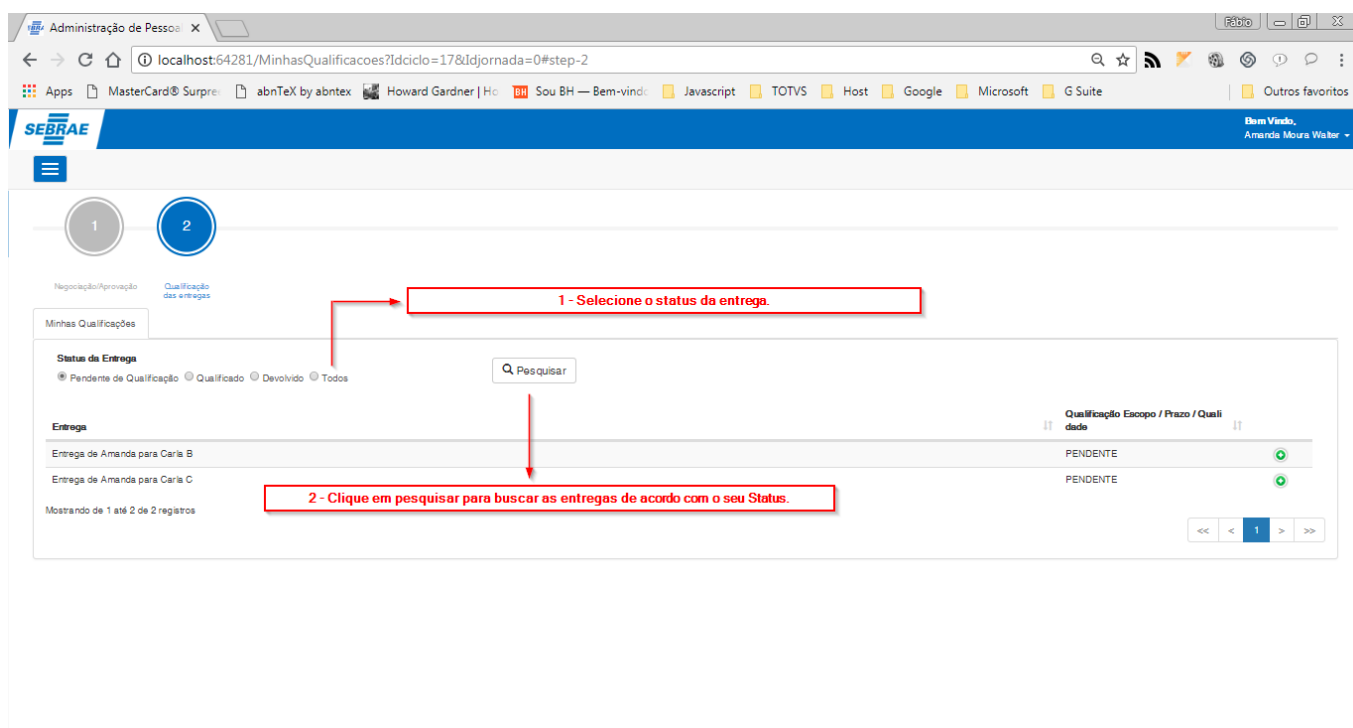 Administração de Pessoa
Fábio
localhost:64281/MinhasQualificacoes?Idciclo=17&Idjornada=0#step-2
Apps MasterCard® Surpre abnTeX by abntex Howard Gardner | Ho BH Sou BH — Bem-vindo Javascript TOTVS Host Google Microsoft G Suite Outros favoritos
SEBRAE
Bem Vindo,
Amanda Moura Walter
1 2
Negociação/Aprovação Qualificação
das entregas
1 - Selecione o status da entrega.
Minhas Qualificações
Status da Entrega
Pendente de Qualificação Qualificado Devolvido Todos
Pesquisar
Entrega Qualificação Escopo / Prazo / Quali
dade
Entrega de Amanda para Carla B PENDENTE
Entrega de Amanda para Carla C PENDENTE
2 - Clique em pesquisar para buscar as entregas de acordo com o seu Status.
Mostrando de 1 até 2 de 2 registros
<< < 1 > >>